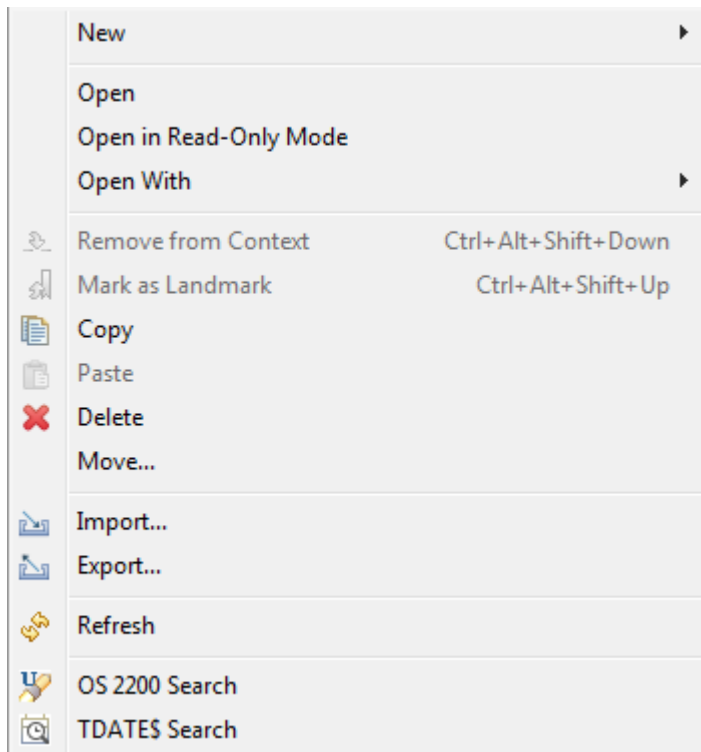 New
Open
Open in Read-Only Mode
Open With
Remove from Context Ctrl+Alt+Shift+Down
Mark as Landmark Ctrl+Alt+Shift+Up
Copy
Paste
Delete
Move...
Import...
Export...
Refresh
OS 2200 Search
TDATE$ Search